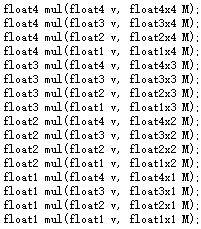 float4 mul(float4 v, float4x4 M);
float4 mul(float3 v, float3x4 M);
float4 mul(float2 v, float2x4 M);
float4 mul(float1 v, float1x4 M);
float3 mul(float4 v, float4x3 M);
float3 mul(float3 v, float3x3 M);
float3 mul(float2 v, float2x3 M);
float3 mul(float1 v, float1x3 M);
float2 mul(float4 v, float4x2 M);
float2 mul(float3 v, float3x2 M);
float2 mul(float2 v, float2x2 M);
float2 mul(float1 v, float1x2 M);
float1 mul(float4 v, float4x1 M);
float1 mul(float3 v, float3x1 M);
float1 mul(float2 v, float2x1 M);
float1 mul(float1 v, float1x1 M);